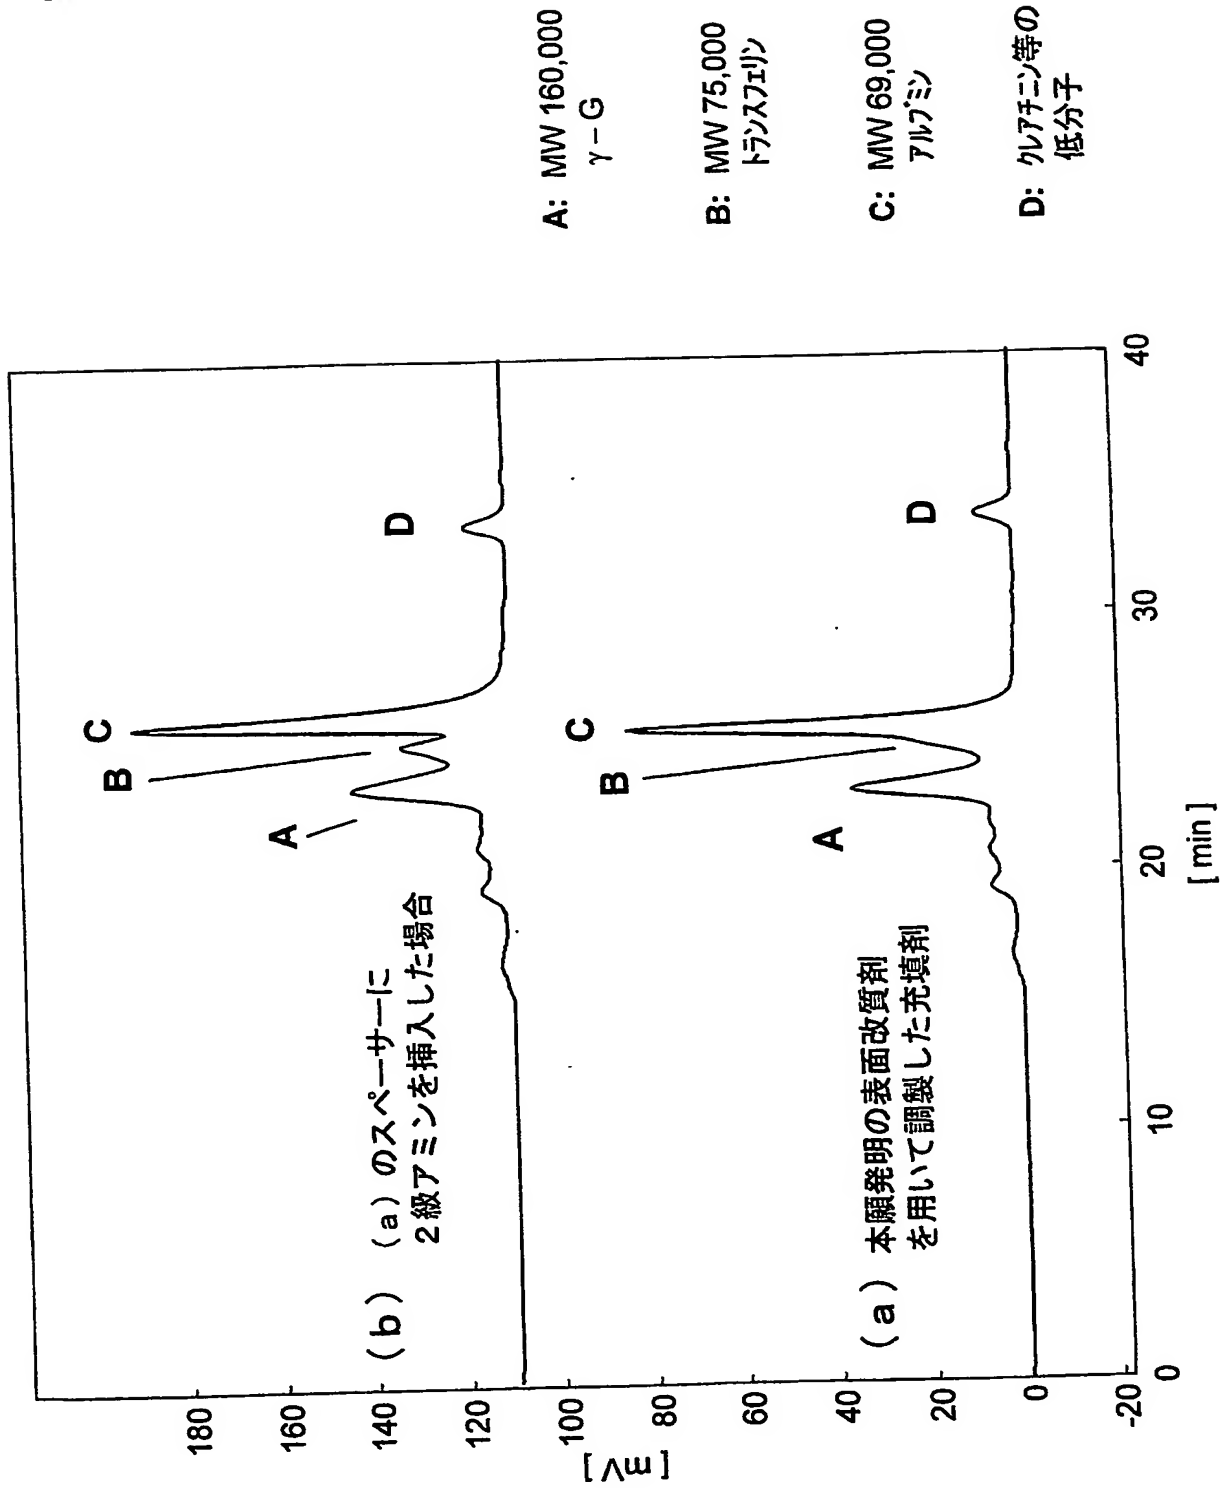 180
160
140
120
100
80
60
40
20
0
-20
[mV]
(b) (a)のスペーサーに
2級アミンを挿入した場合
A
B
C
D
(a) 本願発明の表面改質剤
を用いて調製した充填剤
A
B
C
D
0
10
20
30
40
[min]
A: MW 160,000
γ-G
B: MW 75,000
トランスフェリン
C: MW 69,000
アルブミン
D: クレアチニン等の
低分子